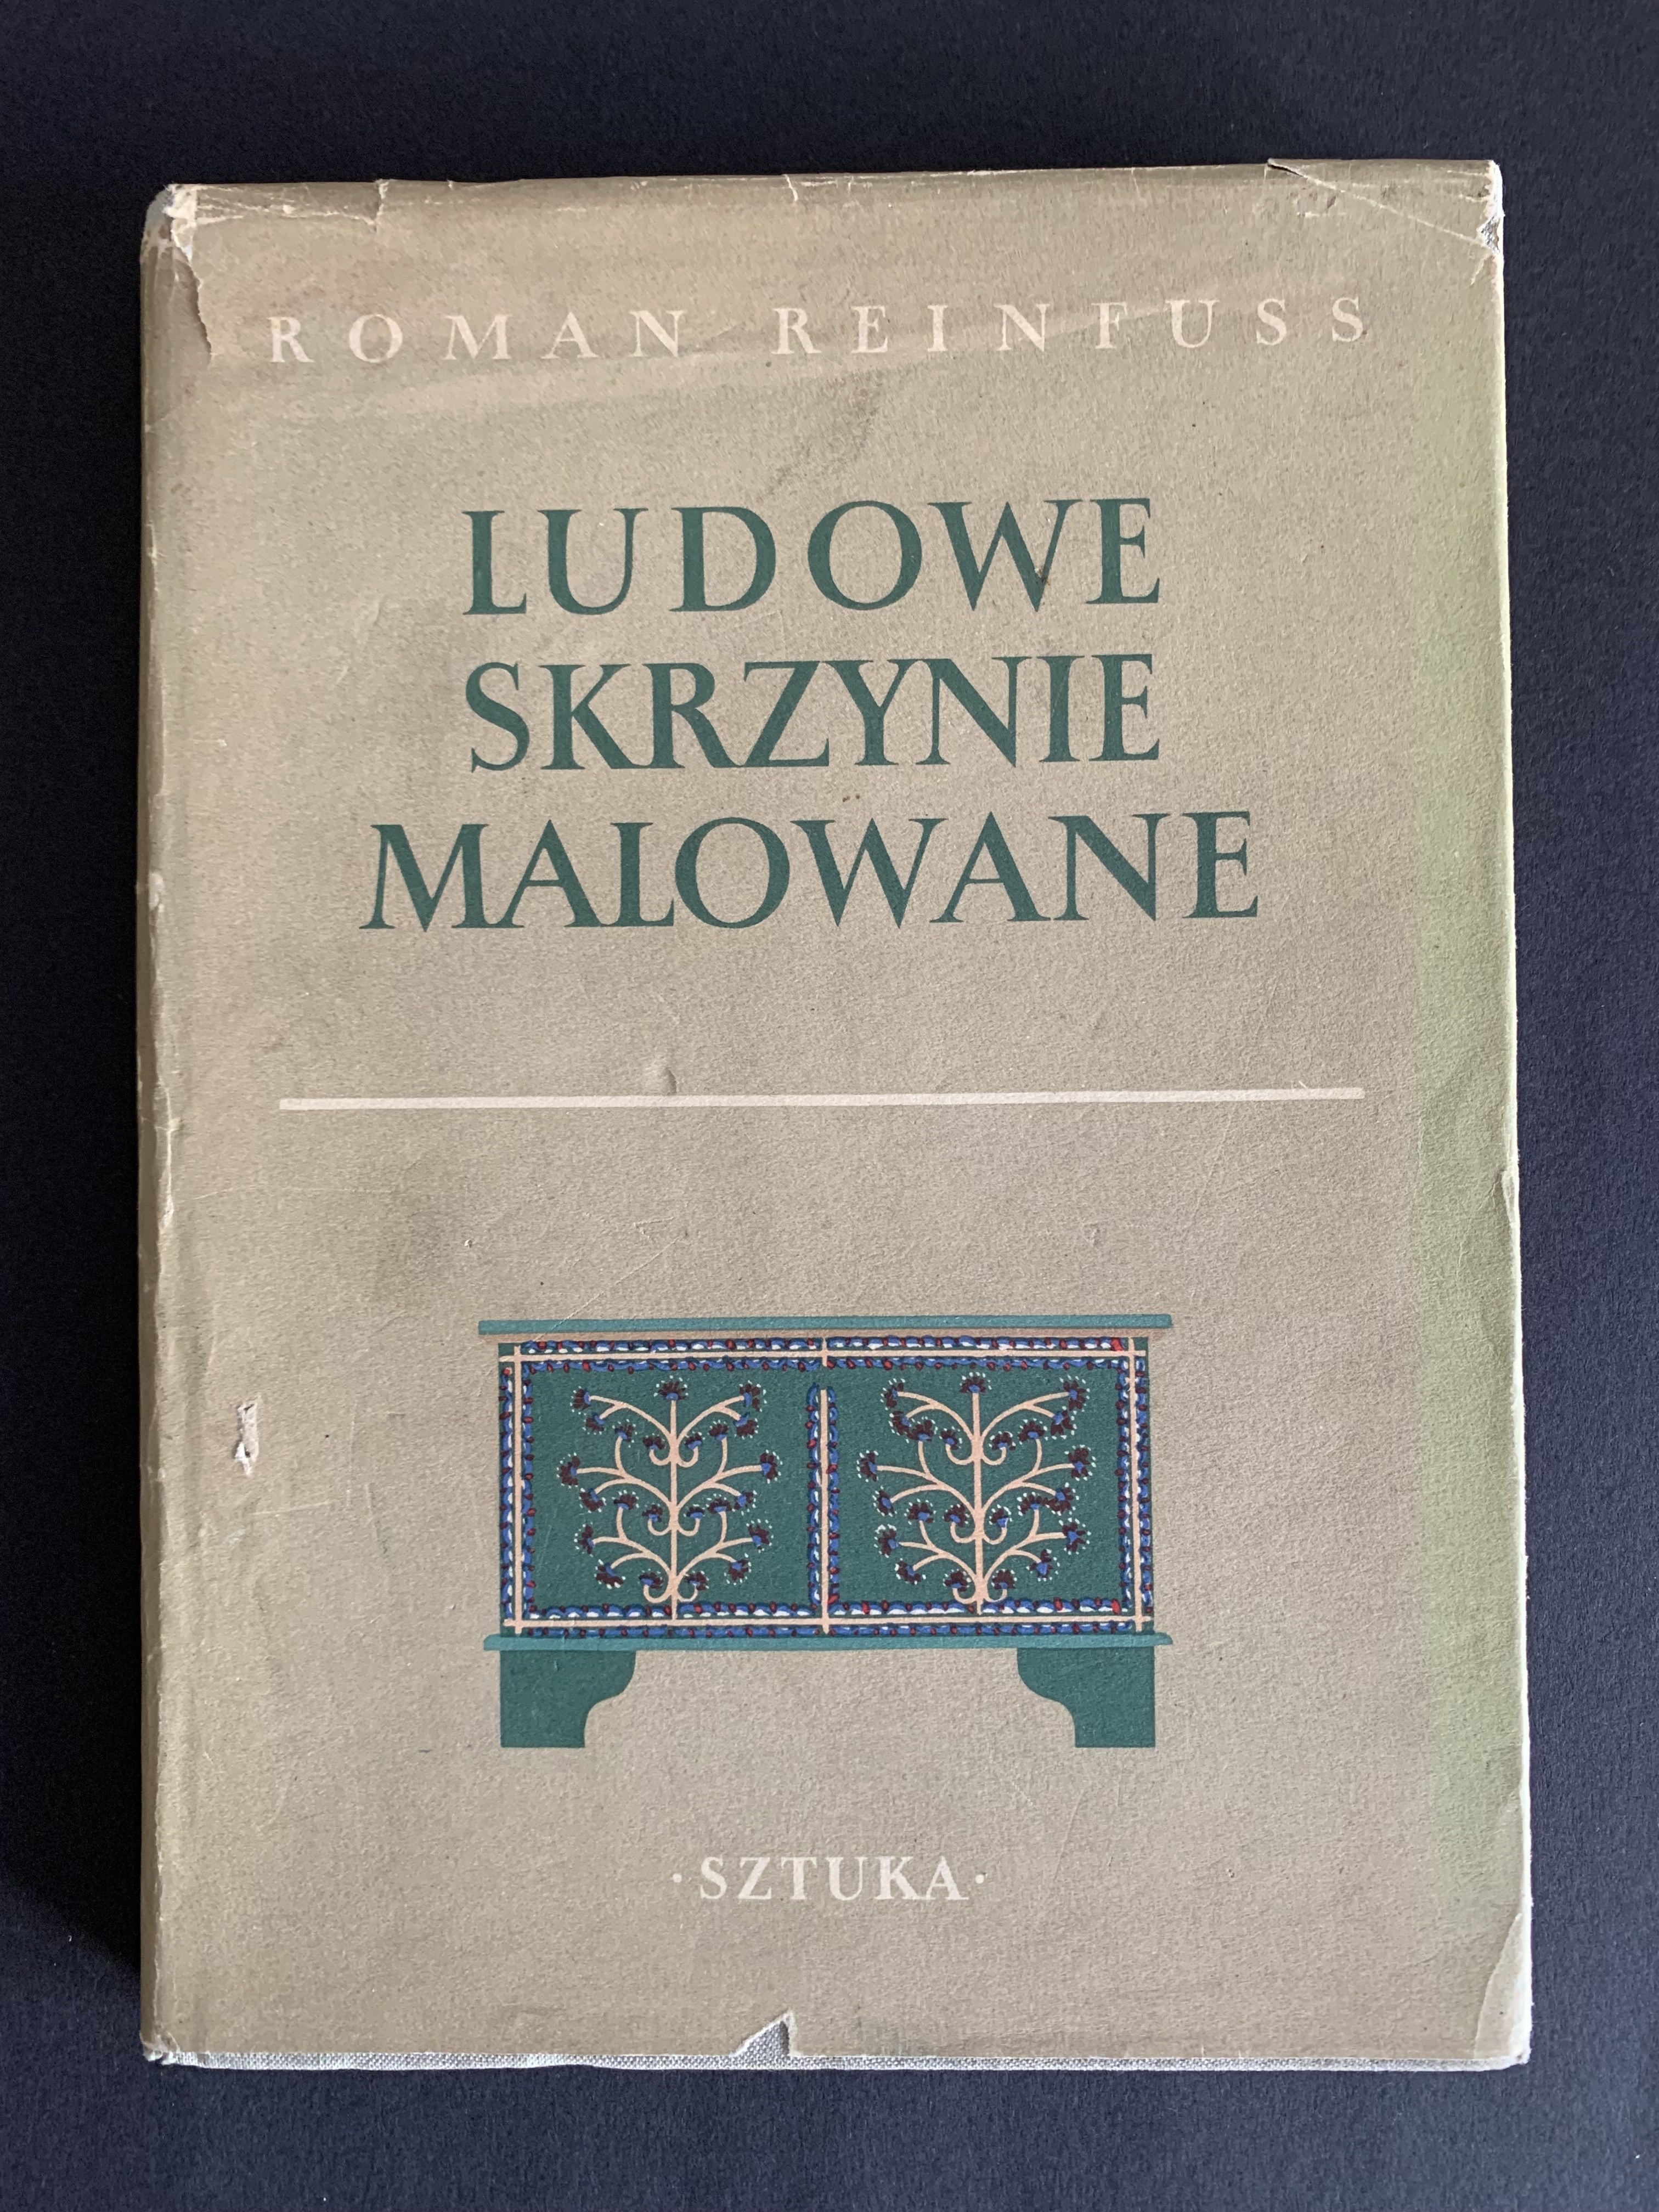 ROMAN REINFUSS
LUDOWE
SKRZYNIE
MALOWANE
·SZTUKA·